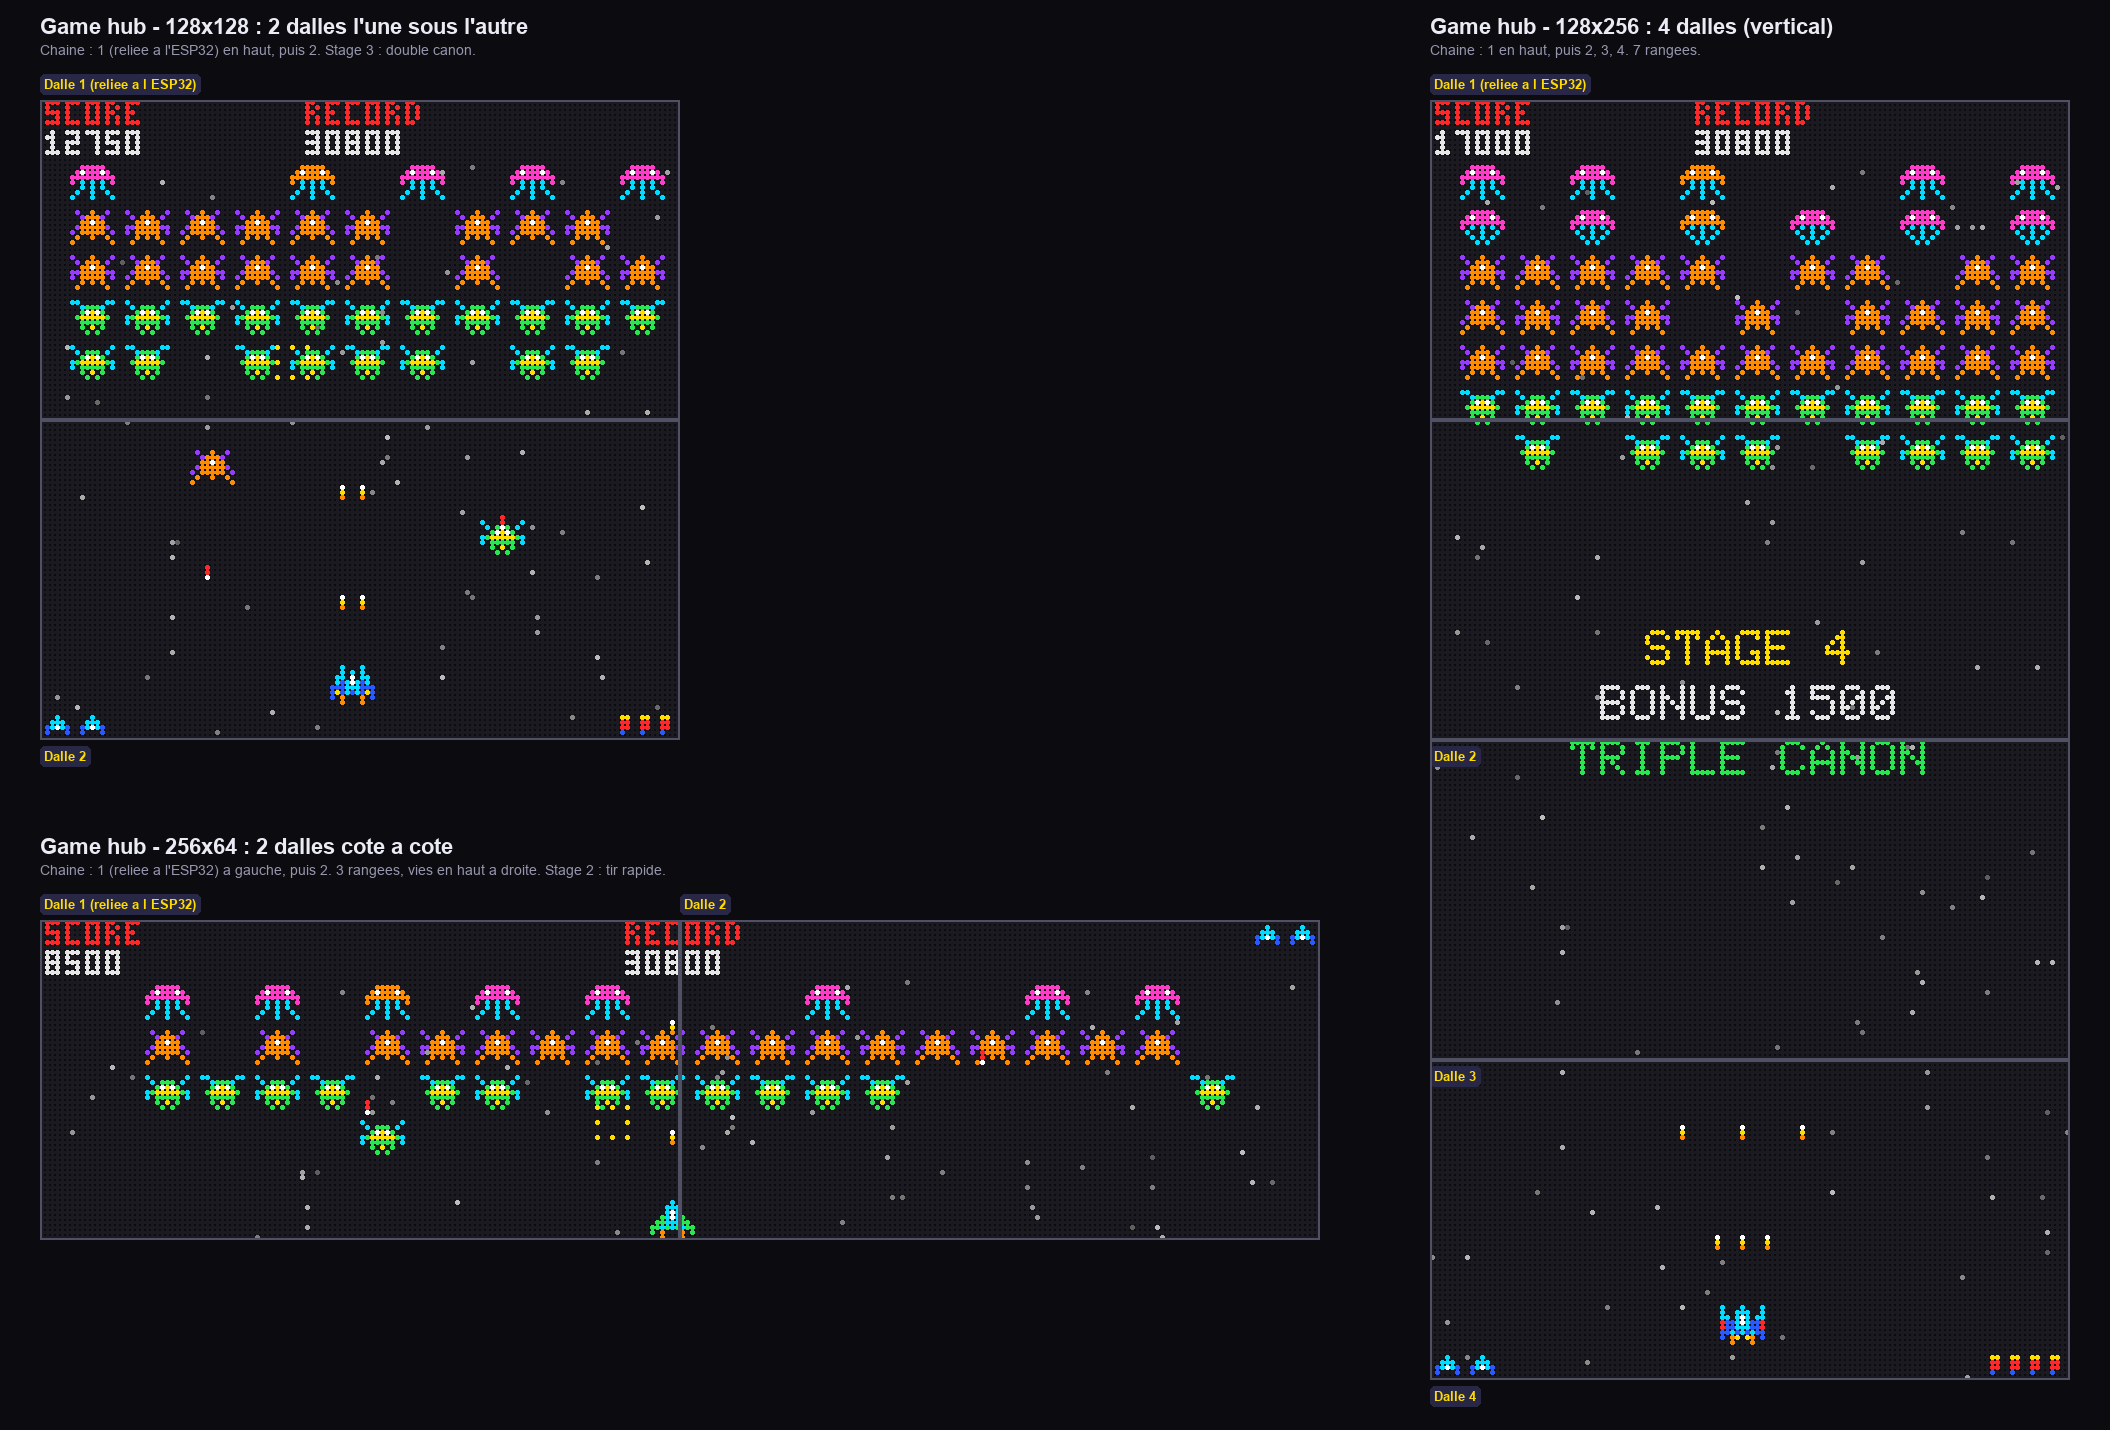 Game hub - 128x128 : 2 dalles l'une sous l'autre
Chaine : 1 (reliee a l'ESP32) en haut, puis 2. Stage 3 : double canon.
Dalle 1 (reliee a l ESP32)
SCORE RECORD
12750 30800
Dalle 2
Game hub - 256x64 : 2 dalles cote a cote
Chaine : 1 (reliee a l'ESP32) a gauche, puis 2. 3 rangees, vies en haut a droite. Stage 2 : tir rapide.
Dalle 1 (reliee a l ESP32) Dalle 2
SCORE RECORD
8500 30800
Game hub - 128x256 : 4 dalles (vertical)
Chaine : 1 en haut, puis 2, 3, 4. 7 rangees.
Dalle 1 (reliee a l ESP32)
SCORE RECORD
17000 30800
STAGE 4
BONUS 1500
Dalle 2
TRIPLE CANON
Dalle 3
Dalle 4